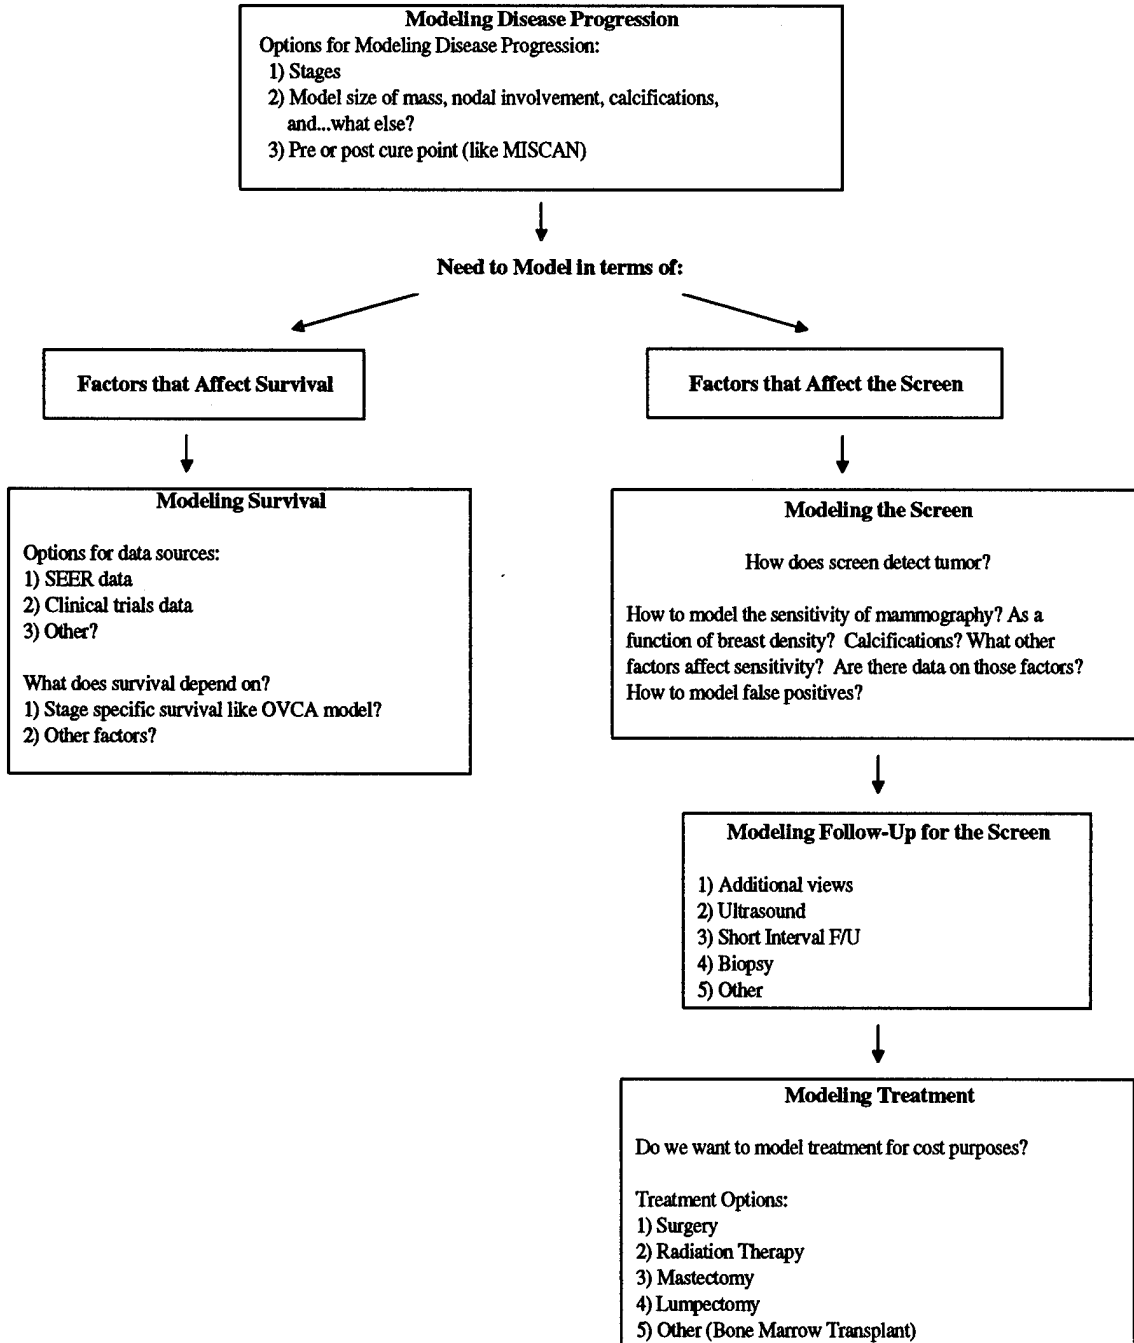 Modeling Disease Progression
Options for Modeling Disease Progression:
1) Stages
2) Model size of mass, nodal involvement, calcifications,
and...what else?
3) Pre or post cure point (like MISCAN)
Need to Model in terms of:
Factors that Affect Survival
Modeling Survival
Options for data sources:
1) SEER data
2) Clinical trials data
3) Other?
What does survival depend on?
1) Stage specific survival like OVCA model?
2) Other factors?
Factors that Affect the Screen
Modeling the Screen
How does screen detect tumor?
How to model the sensitivity of mammography? As a
function of breast density? Calcifications? What other
factors affect sensitivity? Are there data on those factors?
How to model false positives?
Modeling Follow-Up for the Screen
1) Additional views
2) Ultrasound
3) Short Interval F/U
4) Biopsy
5) Other
Modeling Treatment
Do we want to model treatment for cost purposes?
Treatment Options:
1) Surgery
2) Radiation Therapy
3) Mastectomy
4) Lumpectomy
5) Other (Bone Marrow Transplant)